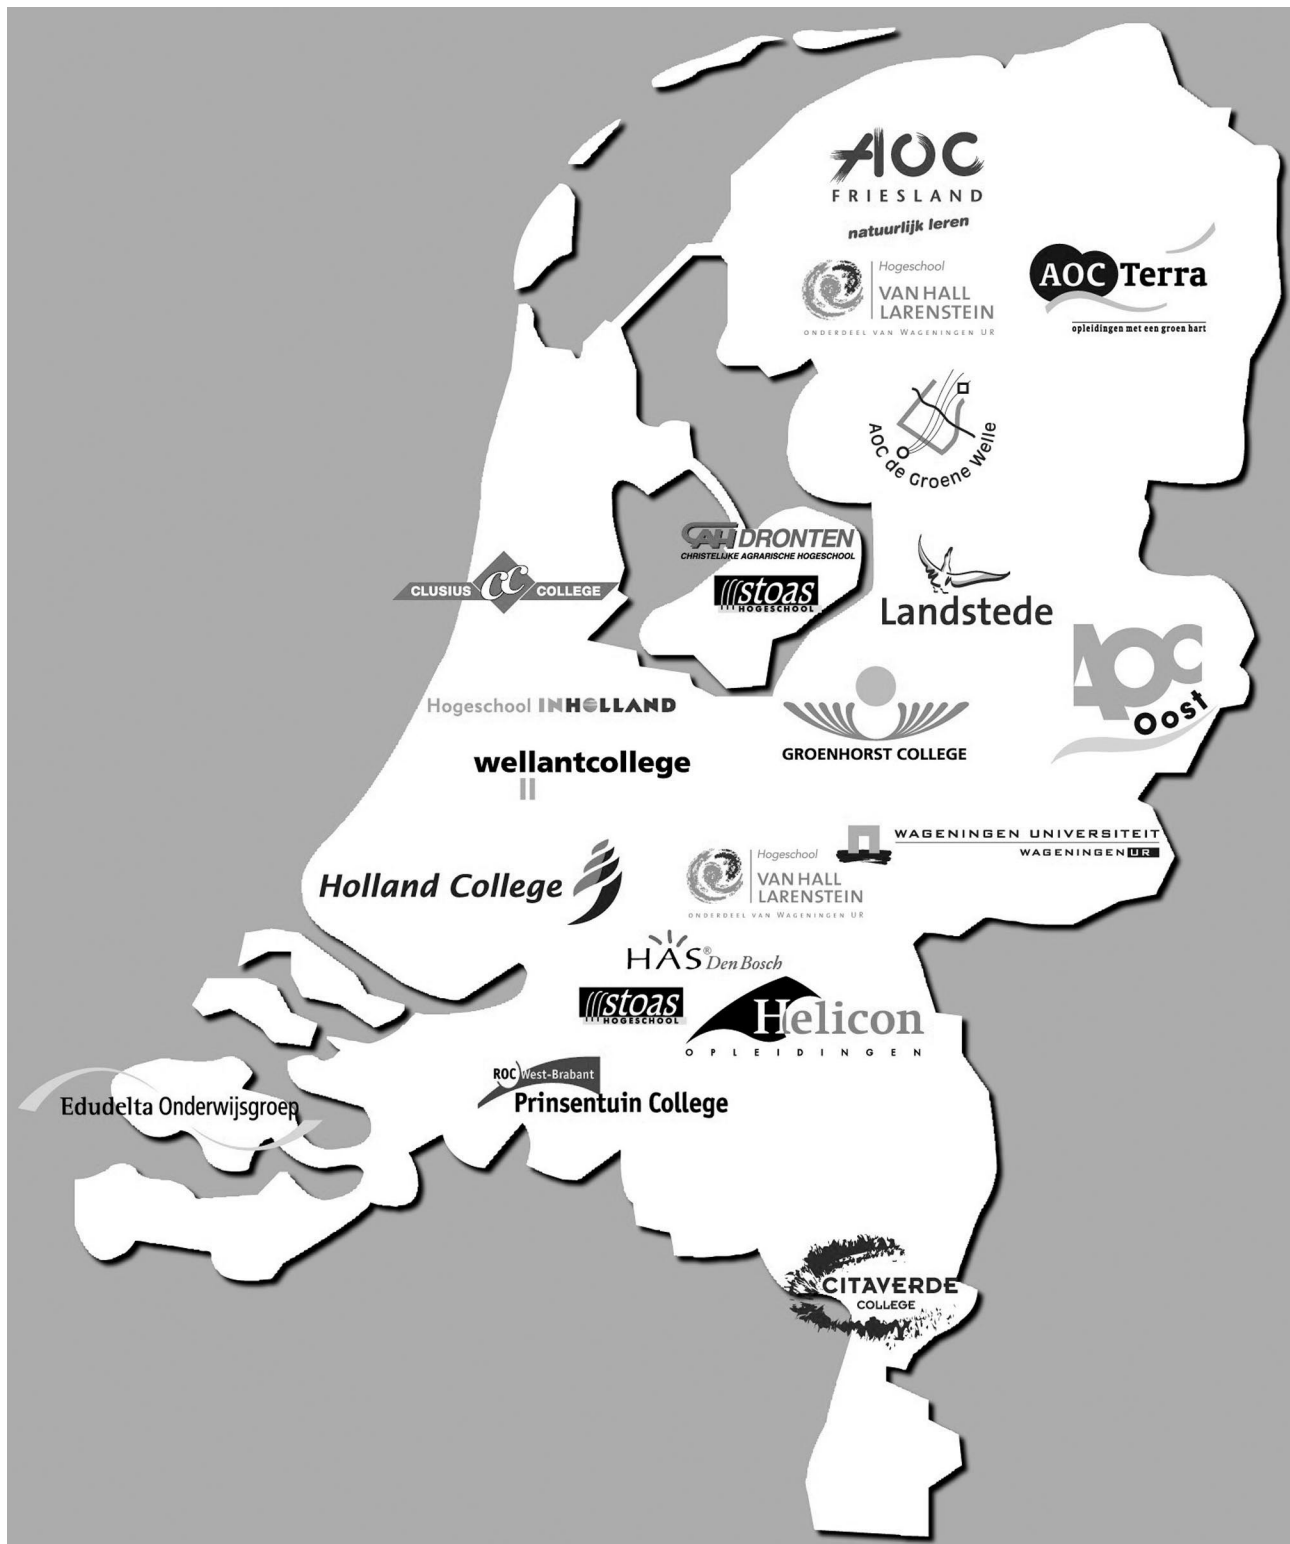 AOC
FRIESLAND
natuurlijk leren
Hogeschool
VAN HALL
LARENSTEIN
ONDERDEEL VAN WAGENINGEN UR
AOC Terra
opleidingen met een groen hart
AOC de Groene Welle
CAH DRONTEN
CHRISTELIJKE AGRARISCHE HOGESCHOOL
stoas
HOGESCHOOL
CLUSIUS CC COLLEGE
Landstede
AOC
Oost
Hogeschool INHOLLAND
GROENHORST COLLEGE
wellantcollege
WAGENINGEN UNIVERSITEIT
WAGENINGEN UR
Holland College
Hogeschool
VAN HALL
LARENSTEIN
ONDERDEEL VAN WAGENINGEN UR
HAS® Den Bosch
stoas
HOGESCHOOL
Helicon
OPLEIDINGEN
ROC West-Brabant
Prinsentuin College
Edudelta Onderwijsgroep
CITAVERDE
COLLEGE